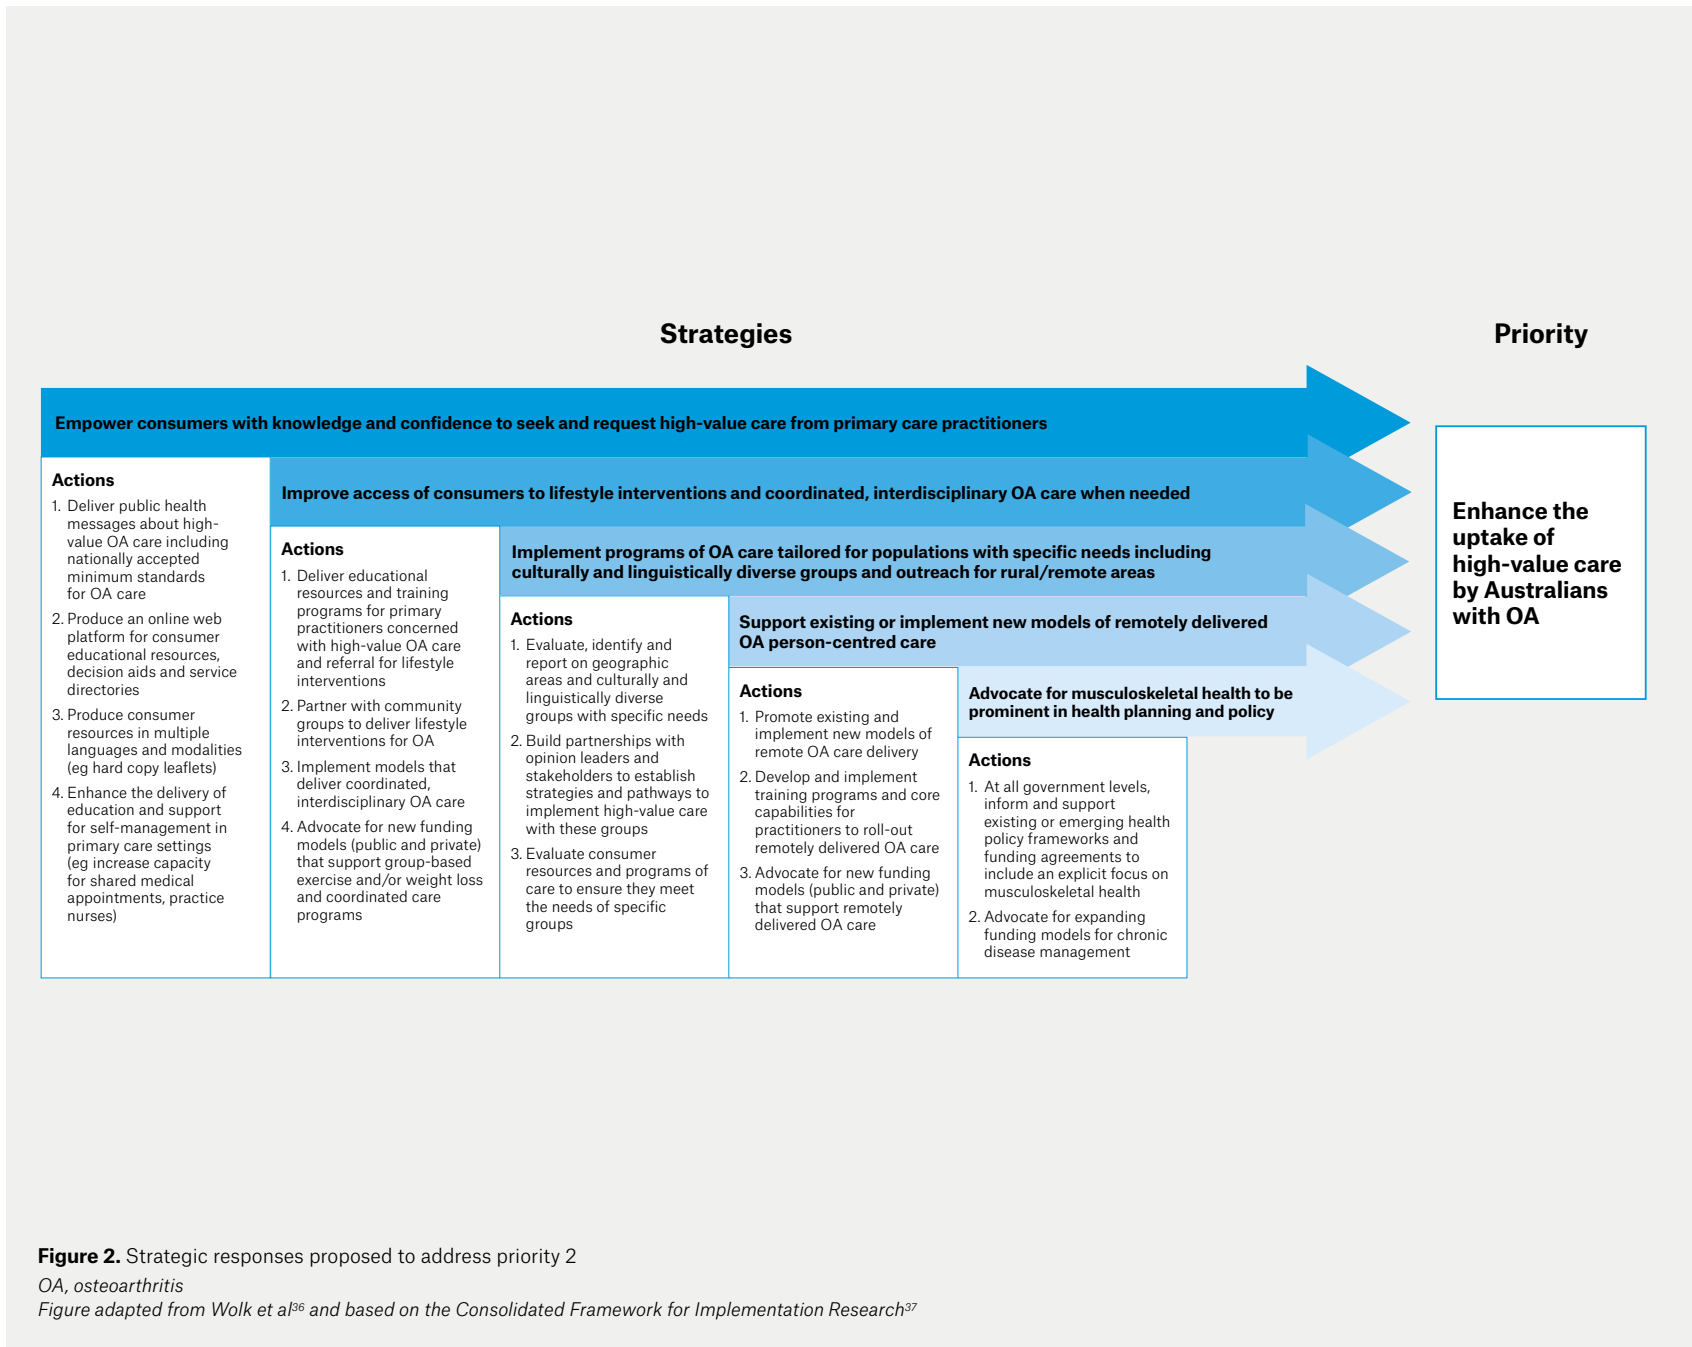 Strategies
Priority
Empower consumers with knowledge and confidence to seek and request high-value care from primary care practitioners
Actions
1. Deliver public health
messages about high-
value OA care including
nationally accepted
minimum standards
for OA care
2. Produce an online web
platform for consumer
educational resources,
decision aids and service
directories
3. Produce consumer
resources in multiple
languages and modalities
(eg hard copy leaflets)
4. Enhance the delivery of
education and support
for self-management in
primary care settings
(eg increase capacity
for shared medical
appointments, practice
nurses)
Improve access of consumers to lifestyle interventions and coordinated, interdisciplinary OA care when needed
Actions
1. Deliver educational
resources and training
programs for primary
practitioners concerned
with high-value OA care
and referral for lifestyle
interventions
2. Partner with community
groups to deliver lifestyle
interventions for OA
3. Implement models that
deliver coordinated,
interdisciplinary OA care
4. Advocate for new funding
models (public and private)
that support group-based
exercise and/or weight loss
and coordinated care
programs
Implement programs of OA care tailored for populations with specific needs including
culturally and linguistically diverse groups and outreach for rural/remote areas
Actions
1. Evaluate, identify and
report on geographic
areas and culturally and
linguistically diverse
groups with specific needs
2. Build partnerships with
opinion leaders and
stakeholders to establish
strategies and pathways to
implement high-value care
with these groups
3. Evaluate consumer
resources and programs of
care to ensure they meet
the needs of specific
groups
Support existing or implement new models of remotely delivered
OA person-centred care
Actions
1. Promote existing and
implement new models of
remote OA care delivery
2. Develop and implement
training programs and core
capabilities for
practitioners to roll-out
remotely delivered OA care
3. Advocate for new funding
models (public and private)
that support remotely
delivered OA care
Advocate for musculoskeletal health to be
prominent in health planning and policy
Actions
1. At all government levels,
inform and support
existing or emerging health
policy frameworks and
funding agreements to
include an explicit focus on
musculoskeletal health
2. Advocate for expanding
funding models for chronic
disease management
Enhance the
uptake of
high-value care
by Australians
with OA
Figure 2. Strategic responses proposed to address priority 2
OA, osteoarthritis
Figure adapted from Wolk et al36 and based on the Consolidated Framework for Implementation Research37